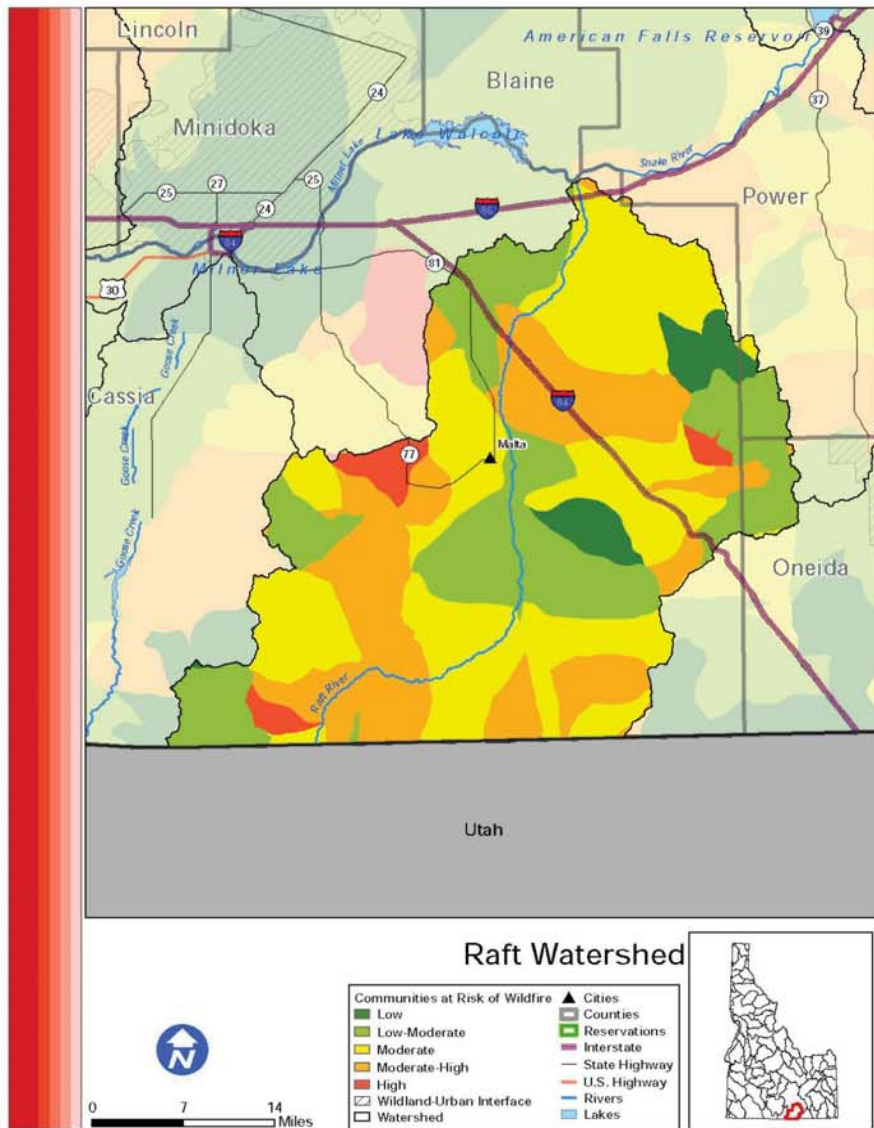 Lincoln
American Falls Reservoir
39
Blaine
24
37
Minidoka
Lake Walcott
Milner Lake
Snake River
27
25
25
24
Power
86
84
Milner Lake
81
30
Goose Creek
Cassia
84
Malta
77
Goose Creek
Goose Creek
Oneida
Raft River
Utah
Raft Watershed
Communities at Risk of Wildfire
Low
Low-Moderate
Moderate
Moderate-High
High
Wildland-Urban Interface
Watershed
Cities
Counties
Reservations
Interstate
State Highway
U.S. Highway
Rivers
Lakes
N
0 7 14
Miles